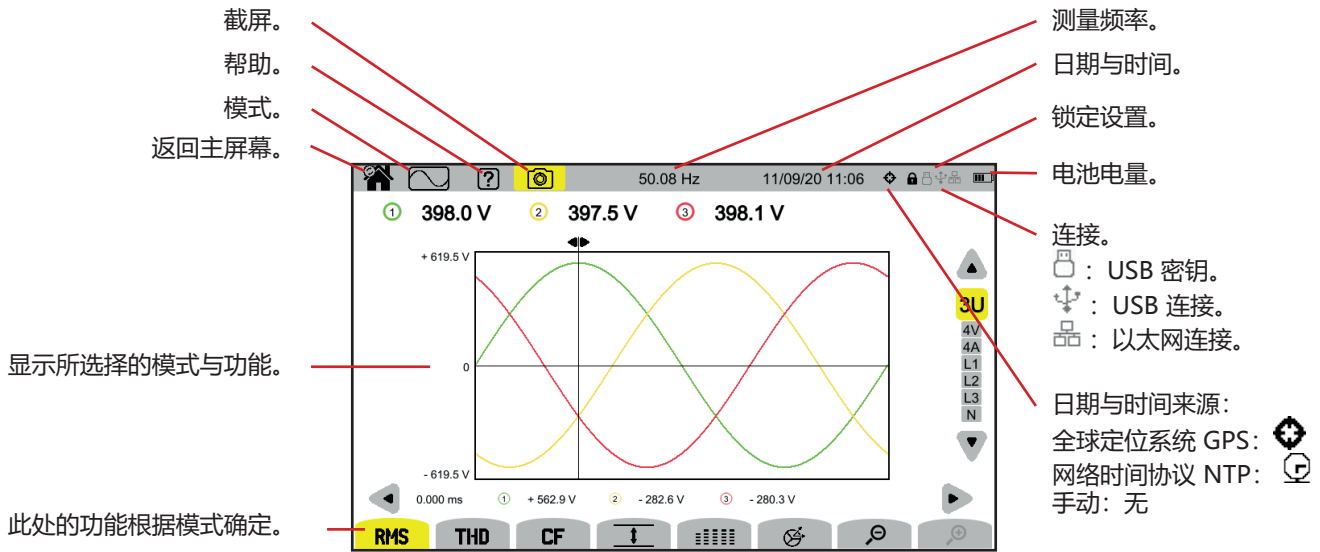 截屏。
帮助。
模式。
返回主屏幕。
显示所选择的模式与功能。
此处的功能根据模式确定。
50.08 Hz 11/09/20 11:06
1 398.0 V 2 397.5 V 3 398.1 V
+ 619.5 V
0
- 619.5 V
3U
4V
4A
L1
L2
L3
N
0.000 ms 1 + 562.9 V 2 - 282.6 V 3 - 280.3 V
RMS THD CF
测量频率。
日期与时间。
锁定设置。
电池电量。
连接。
： USB 密钥。
： USB 连接。
： 以太网连接。
日期与时间来源：
全球定位系统 GPS：
网络时间协议 NTP：
手动：无